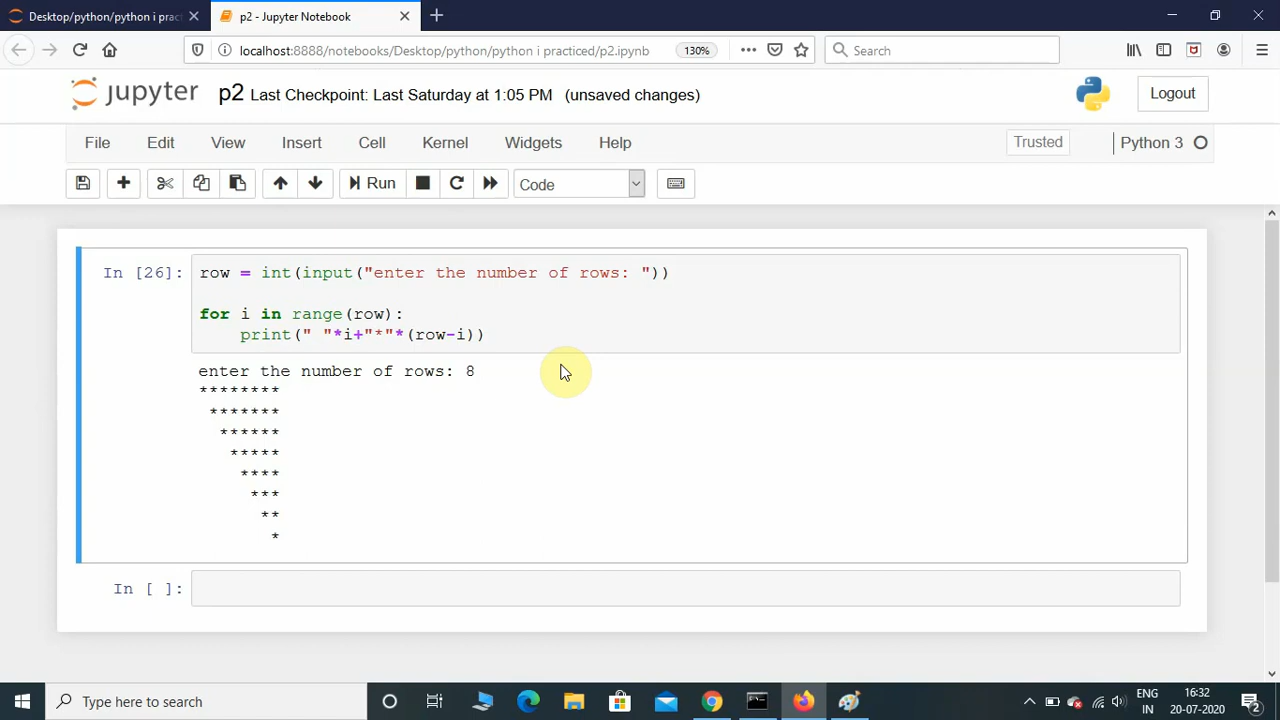 Desktop/python/python i prac
p2 - Jupyter Notebook
localhost:8888/notebooks/Desktop/python/python i practiced/p2.ipynb
130%
Search
jupyter p2 Last Checkpoint: Last Saturday at 1:05 PM (unsaved changes)
Logout
File Edit View Insert Cell Kernel Widgets Help
Trusted
Python 3
Run
Code
In [26]:
row = int(input("enter the number of rows: "))
for i in range(row):
    print(" "*i+"*"*(row-i))
enter the number of rows: 8
********
 *******
  ******
   *****
    ****
     ***
      **
       *
In [ ]:
Type here to search
ENG
IN
16:32
20-07-2020
2